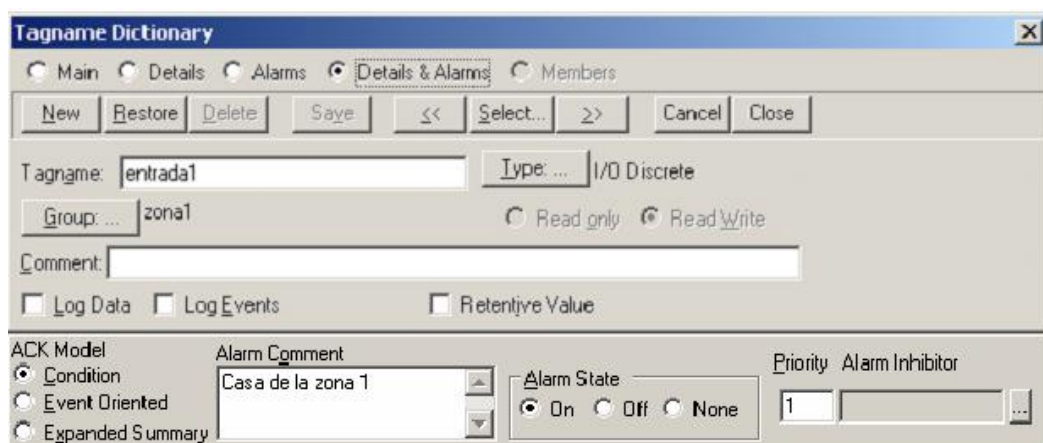 Tagname Dictionary
Main Details Alarms Details & Alarms Members
New Restore Delete Save << Select... >> Cancel Close
Tagname: entrada1 Type: ... I/O Discrete
Group: ... zona1 Read only Read Write
Comment:
Log Data Log Events Retentive Value
ACK Model Alarm Comment Priority Alarm Inhibitor
Condition Casa de la zona 1 Alarm State
Event Oriented On Off None 1 ...
Expanded Summary